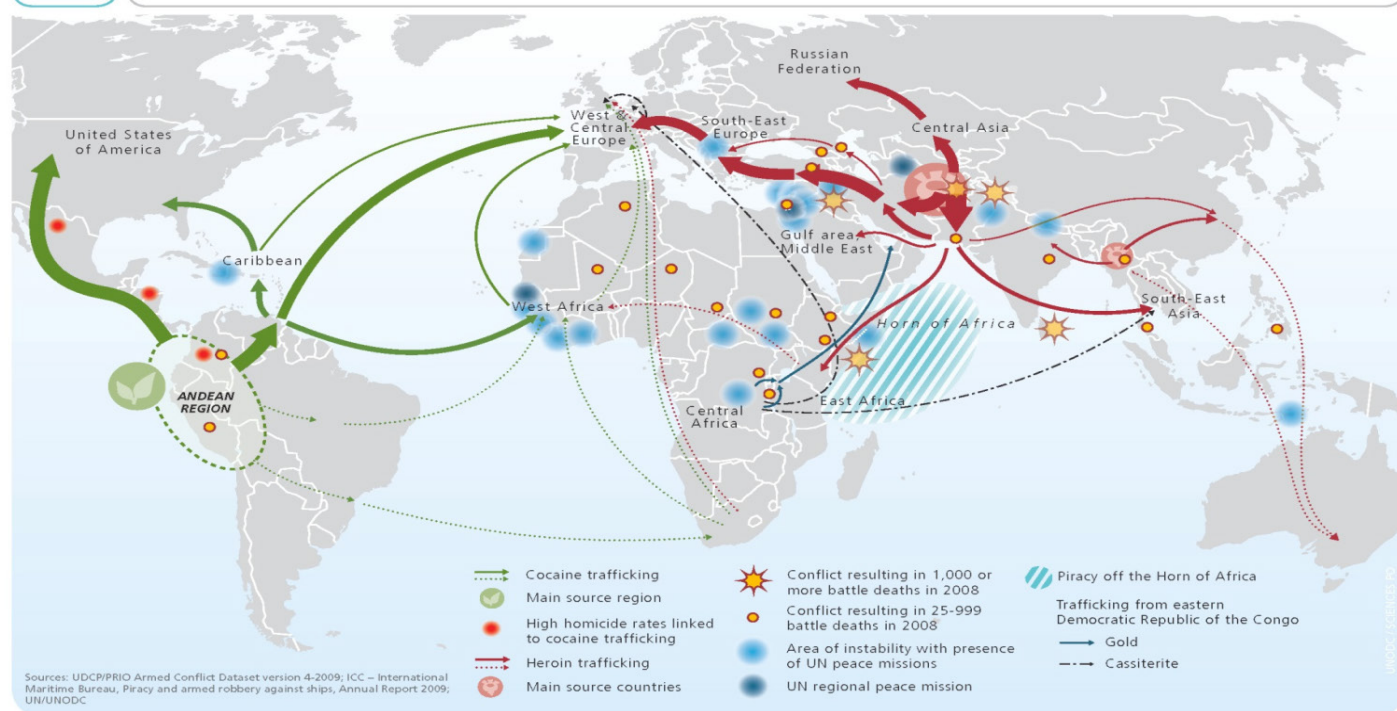 Russian
Federation
United States
of America
West &
Central
Europe
South-East
Europe
Central Asia
Gulf area,
Middle East
Caribbean
West Africa
Horn of Africa
South-East
Asia
ANDEAN
REGION
Central
Africa
East Africa
Cocaine trafficking
Main source region
High homicide rates linked
to cocaine trafficking
Heroin trafficking
Main source countries
Conflict resulting in 1,000 or
more battle deaths in 2008
Conflict resulting in 25-999
battle deaths in 2008
Area of instability with presence
of UN peace missions
UN regional peace mission
Piracy off the Horn of Africa
Trafficking from eastern
Democratic Republic of the Congo
Gold
Cassiterite
Sources: UDCP/PRIO Armed Conflict Dataset version 4-2009; ICC – International
Maritime Bureau, Piracy and armed robbery against ships, Annual Report 2009;
UN/UNODC